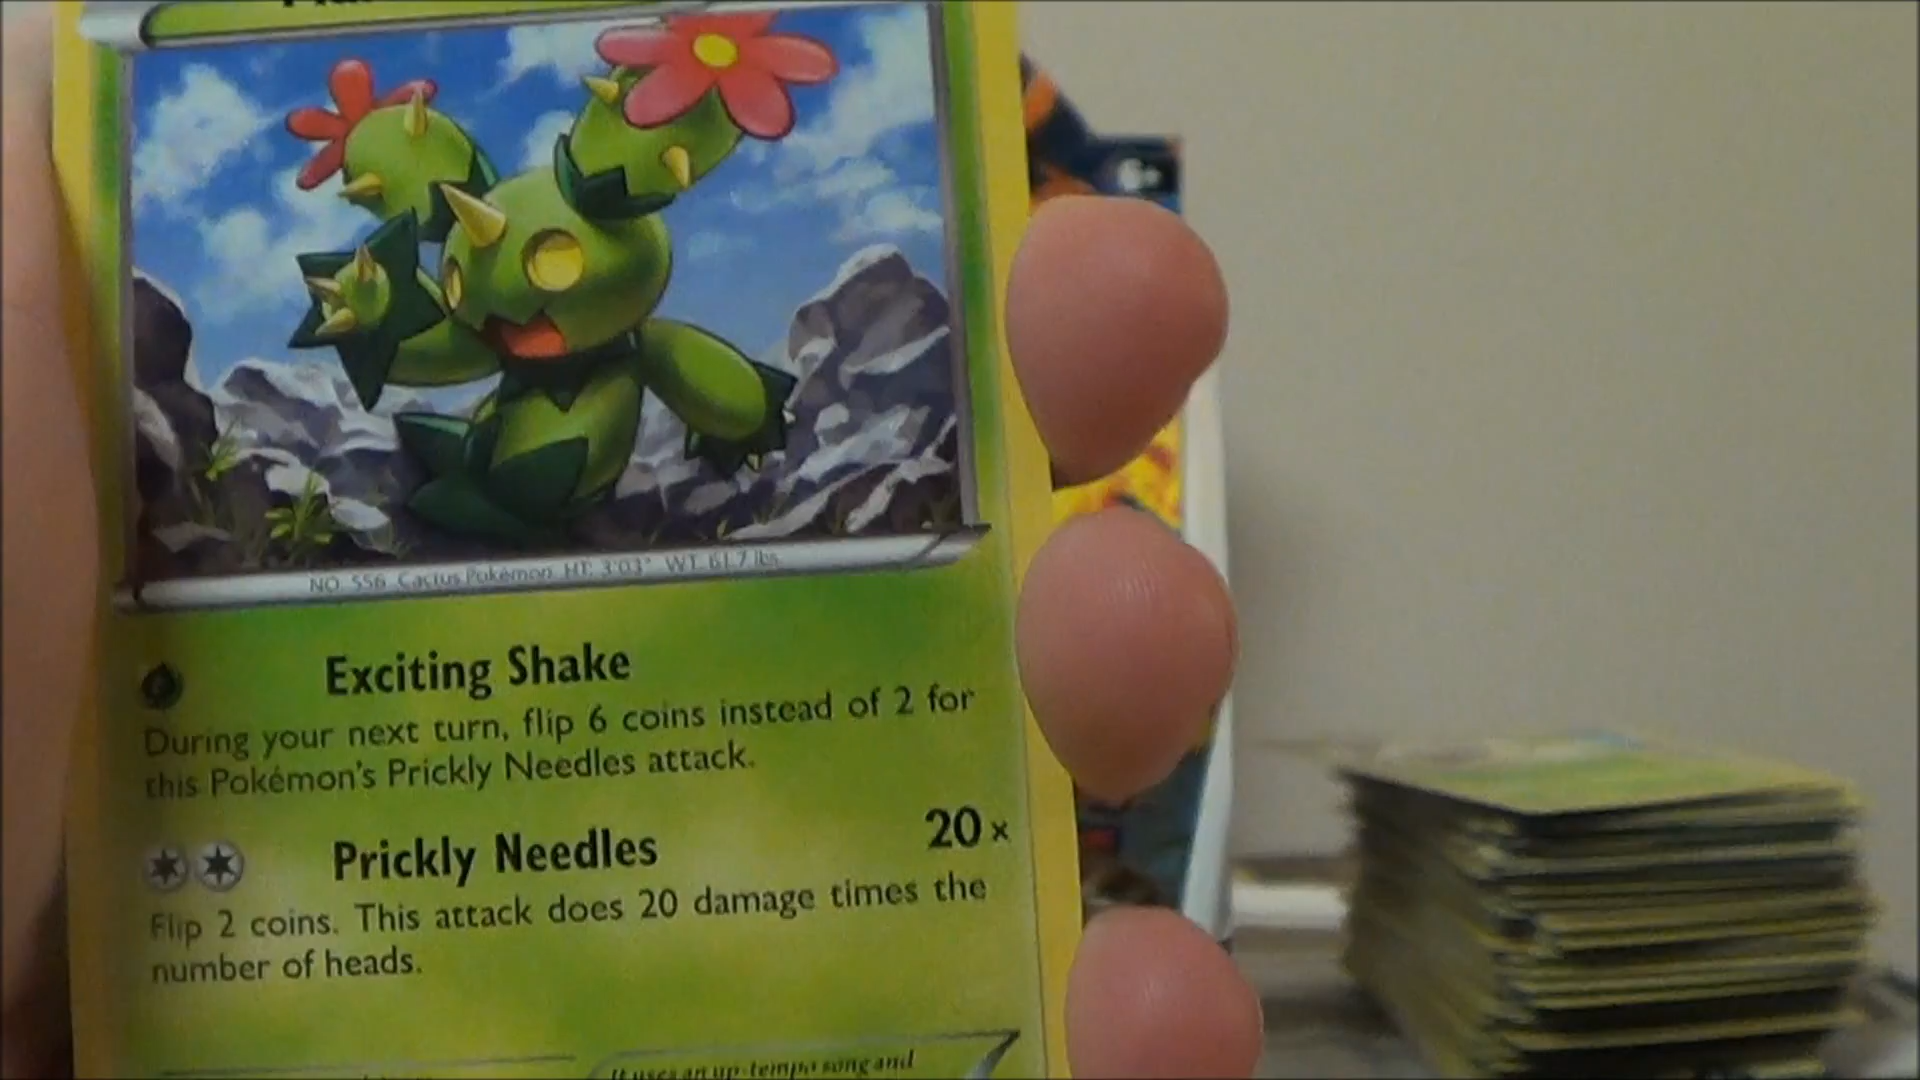 NO. 556 Cactus Pokémon HT: 3'03" WT: 61.7 lbs.
Exciting Shake
During your next turn, flip 6 coins instead of 2 for
this Pokémon's Prickly Needles attack.
Prickly Needles 20×
Flip 2 coins. This attack does 20 damage times the
number of heads.
It uses an up-tempo song and